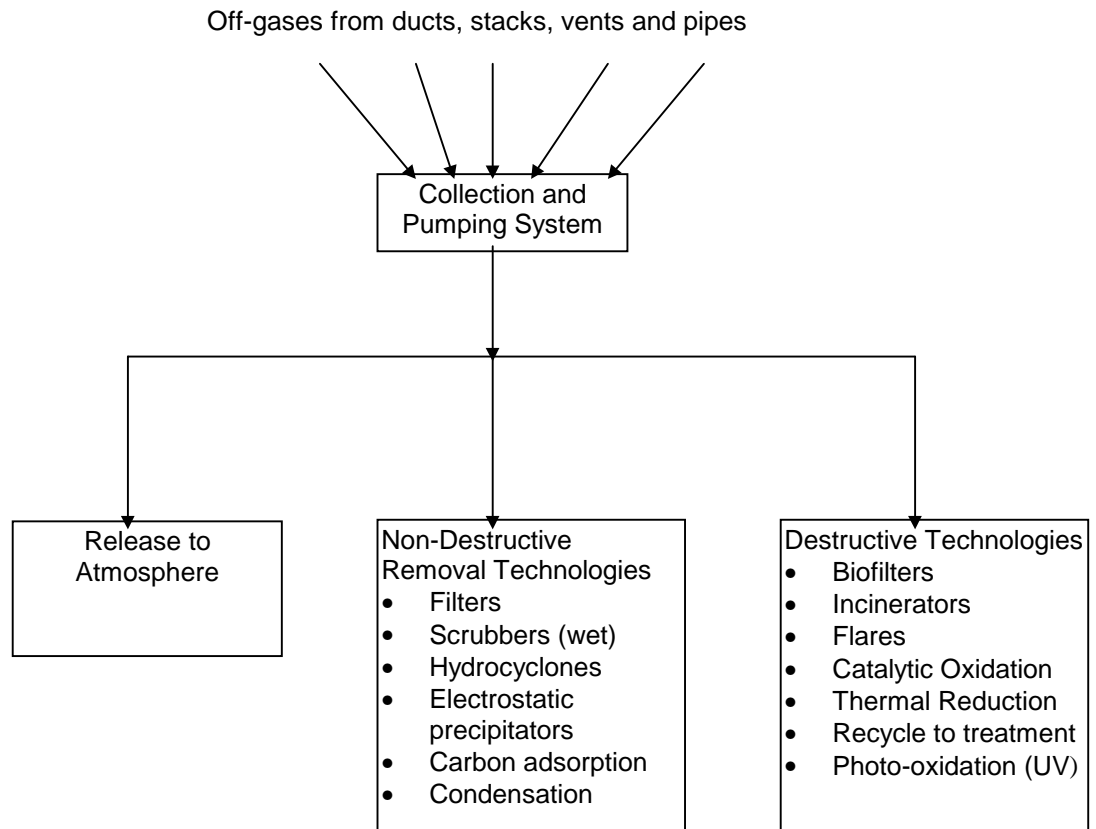 Off-gases from ducts, stacks, vents and pipes
Collection and
Pumping System
Release to
Atmosphere
Non-Destructive
Removal Technologies
• Filters
• Scrubbers (wet)
• Hydrocyclones
• Electrostatic
precipitators
• Carbon adsorption
• Condensation
Destructive Technologies
• Biofilters
• Incinerators
• Flares
• Catalytic Oxidation
• Thermal Reduction
• Recycle to treatment
• Photo-oxidation (UV)